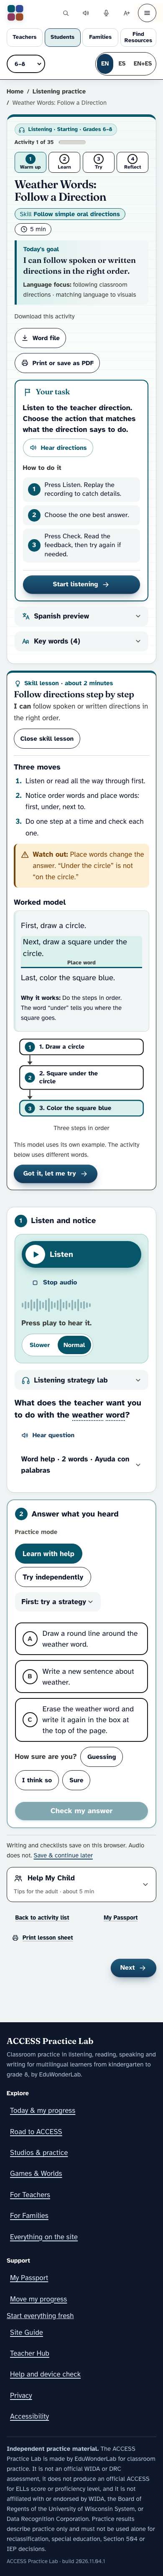 Teachers
Students
Families
Find Resources
6–8
EN
ES
EN+ES
Home / Listening practice
/ Weather Words: Follow a Direction
Listening · Starting · Grades 6–8
Activity 1 of 35
1 Warm up
2 Learn
3 Try
4 Reflect
Weather Words:
Follow a Direction
Skill Follow simple oral directions
5 min
Today's goal
I can follow spoken or written
directions in the right order.
Language focus: following classroom
directions · matching language to visuals
Download this activity
Word file
Print or save as PDF
Your task
Listen to the teacher direction.
Choose the action that matches
what the direction says to do.
Hear directions
How to do it
1 Press Listen. Replay the
recording to catch details.
2 Choose the one best answer.
3 Press Check. Read the
feedback, then try again if
needed.
Start listening →
Spanish preview
Key words (4)
Skill lesson · about 2 minutes
Follow directions step by step
I can follow spoken or written directions in
the right order.
Close skill lesson
Three moves
1. Listen or read all the way through first.
2. Notice order words and place words:
first, under, next to.
3. Do one step at a time and check each
one.
Watch out: Place words change the
answer. “Under the circle” is not
“on the circle.”
Worked model
First, draw a circle.
Next, draw a square under the
circle.
Place word
Last, color the square blue.
Why it works: Do the steps in order.
The word “under” tells you where the
square goes.
1 1. Draw a circle
2 2. Square under the
circle
3 3. Color the square blue
Three steps in order
This model uses its own example. The activity
below uses different words.
Got it, let me try →
1 Listen and notice
Listen
Stop audio
Press play to hear it.
Slower
Normal
Listening strategy lab
What does the teacher want you
to do with the weather word?
Hear question
Word help · 2 words · Ayuda con
palabras
2 Answer what you heard
Practice mode
Learn with help
Try independently
First: try a strategy
A Draw a round line around the
weather word.
B Write a new sentence about
weather.
C Erase the weather word and
write it again in the box at
the top of the page.
How sure are you?
Guessing
I think so
Sure
Check my answer
Writing and checklists save on this browser. Audio
does not. Save & continue later
Help My Child
Tips for the adult · about 5 min
Back to activity list
My Passport
Print lesson sheet
Next →
ACCESS Practice Lab
Classroom practice in listening, reading, speaking and
writing for multilingual learners from kindergarten to
grade 8, by EduWonderLab.
Explore
Today & my progress
Road to ACCESS
Studios & practice
Games & Worlds
For Teachers
For Families
Everything on the site
Support
My Passport
Move my progress
Start everything fresh
Site Guide
Teacher Hub
Help and device check
Privacy
Accessibility
Independent practice material. The ACCESS
Practice Lab is made by EduWonderLab for classroom
practice. It is not an official WIDA or DRC
assessment, it does not produce an official ACCESS
for ELLs score or proficiency level, and it is not
affiliated with or endorsed by WIDA, the Board of
Regents of the University of Wisconsin System, or
Data Recognition Corporation. Practice results
describe practice only and must not be used alone for
reclassification, special education, Section 504 or
IEP decisions.
ACCESS Practice Lab · build 2026.11.04.1